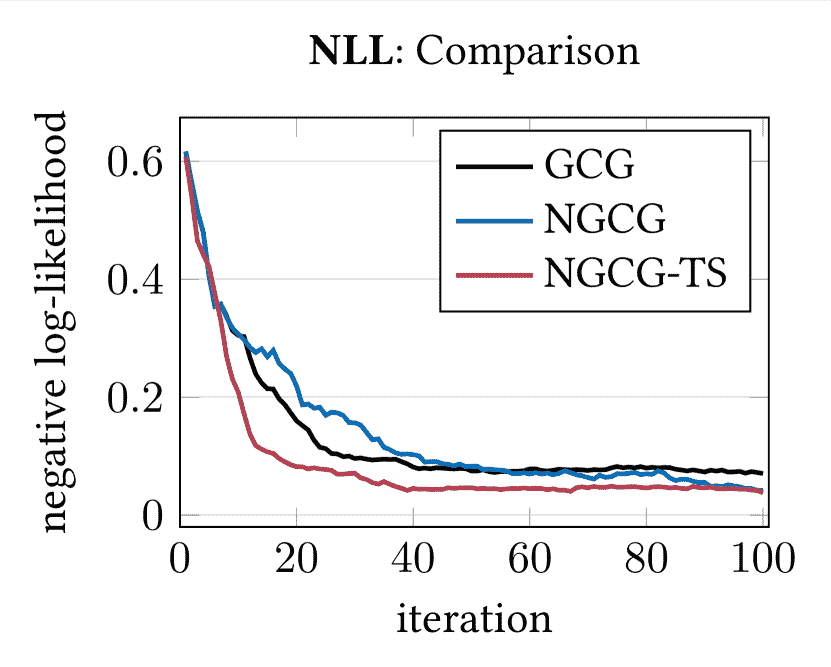 NLL: Comparison
negative log-likelihood
0.6
0.4
0.2
0
GCG
NGCG
NGCG-TS
0 20 40 60 80 100
iteration